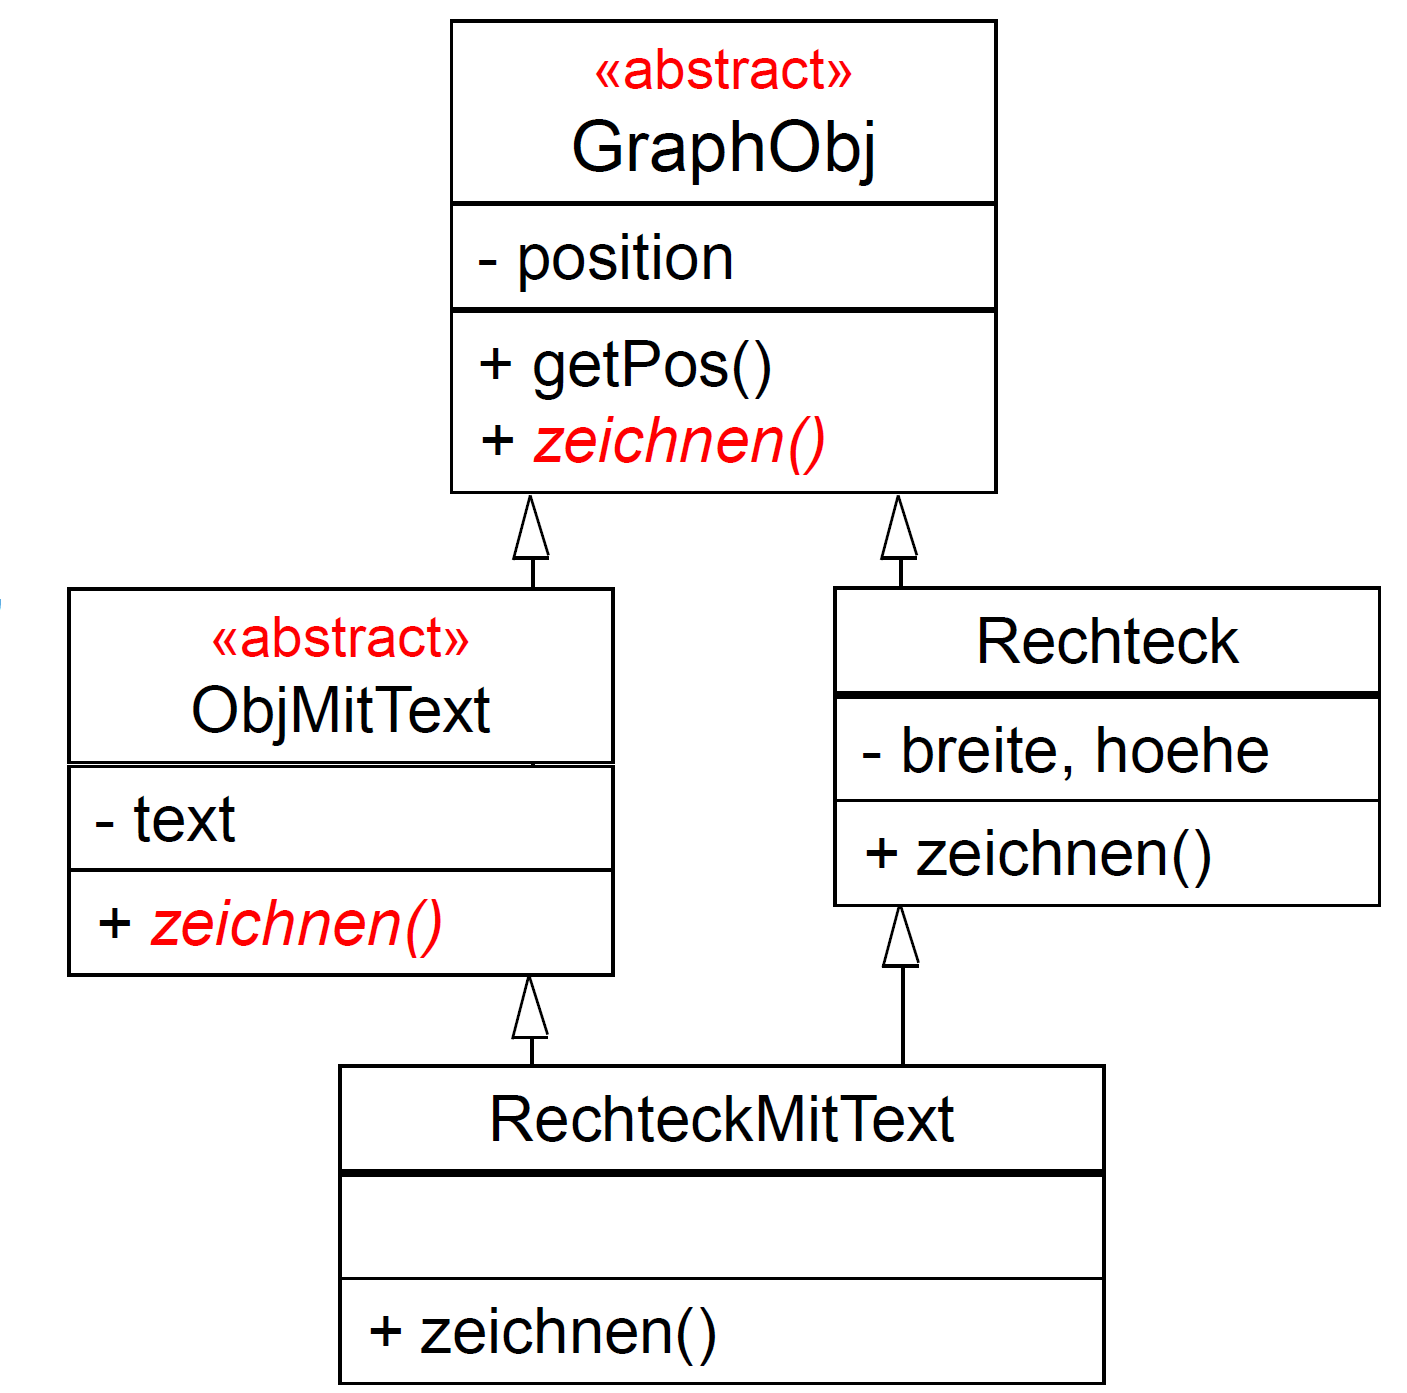 «abstract»
GraphObj
- position
+ getPos()
+ zeichnen()
«abstract»
ObjMitText
- text
+ zeichnen()
Rechteck
- breite, hoehe
+ zeichnen()
RechteckMitText
+ zeichnen()